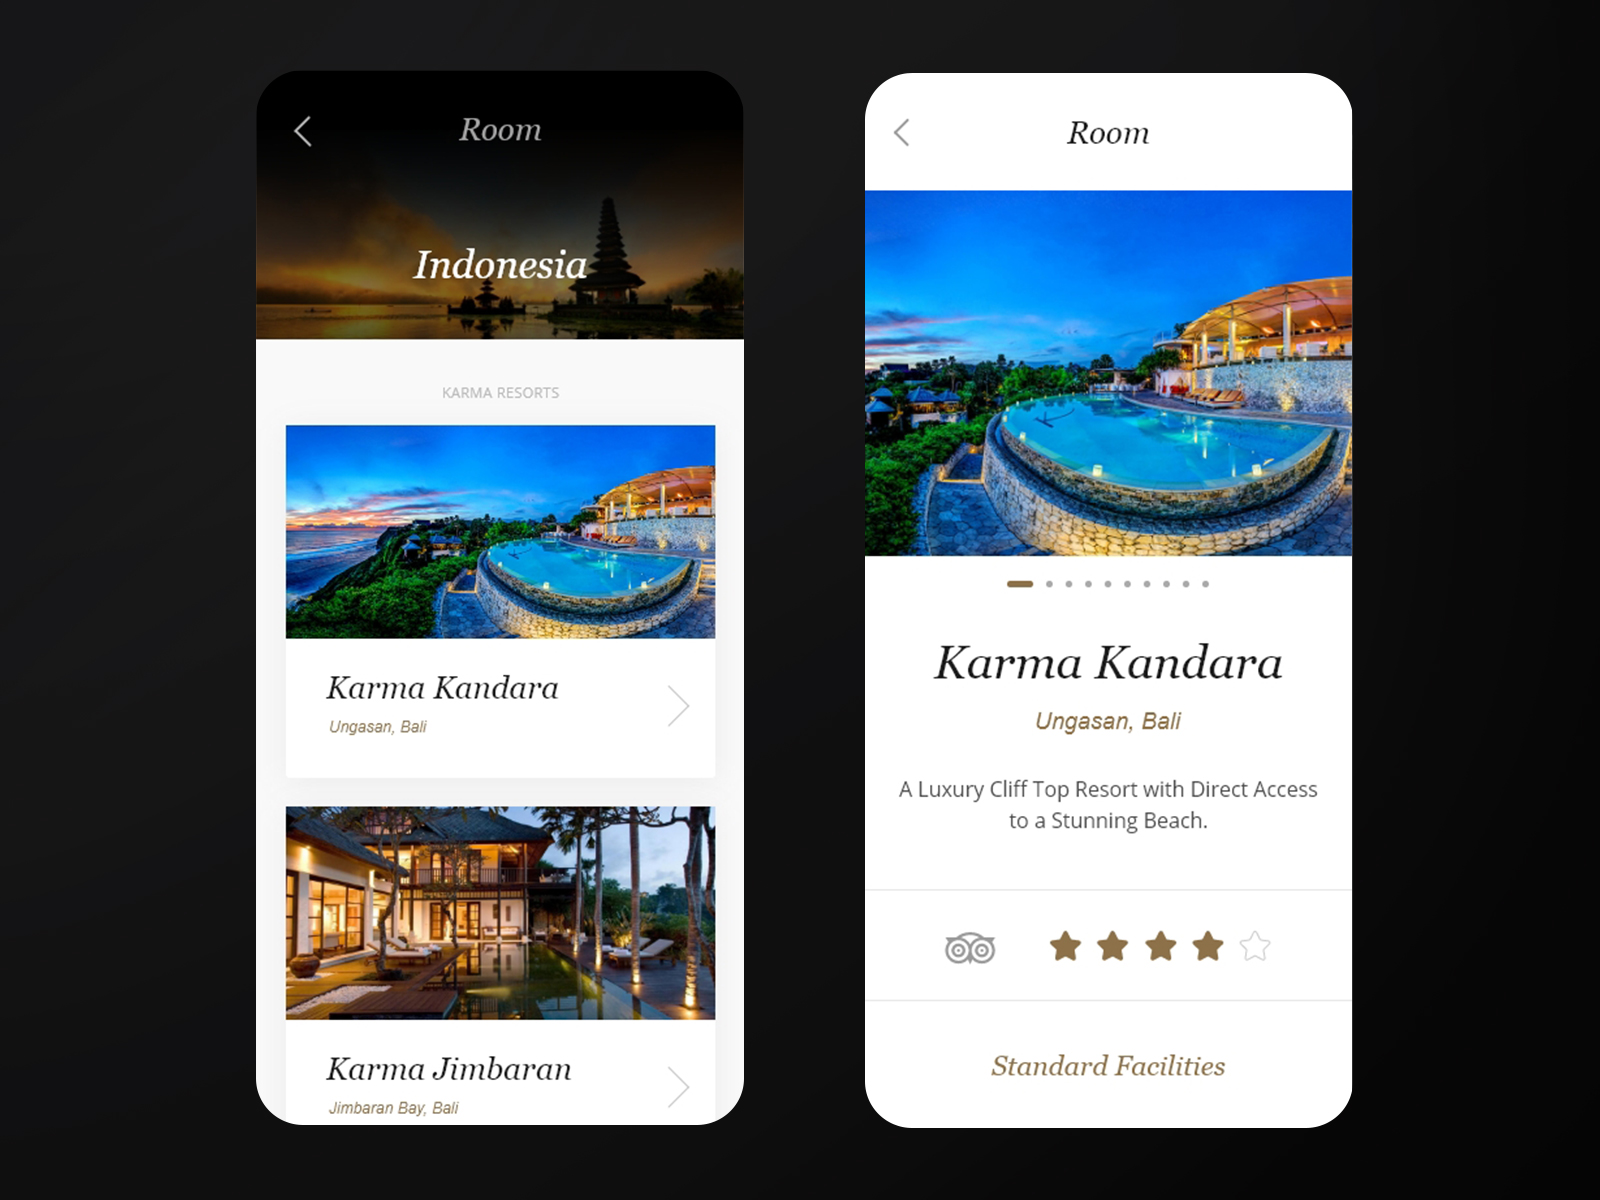 Room
Indonesia
KARMA RESORTS
Karma Kandara
Ungasan, Bali
Karma Jimbaran
Jimbaran Bay, Bali
Room
Karma Kandara
Ungasan, Bali
A Luxury Cliff Top Resort with Direct Access
to a Stunning Beach.
Standard Facilities